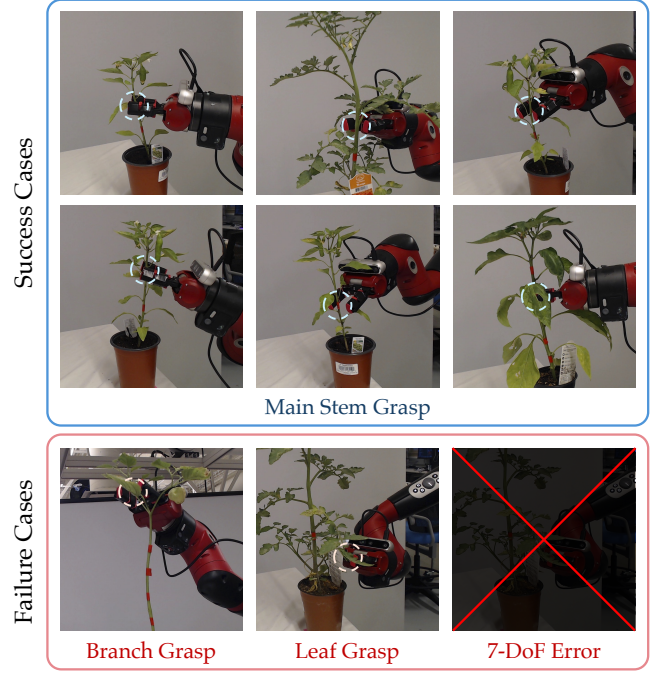 Success Cases
Main Stem Grasp
Failure Cases
Branch Grasp
Leaf Grasp
7-DoF Error